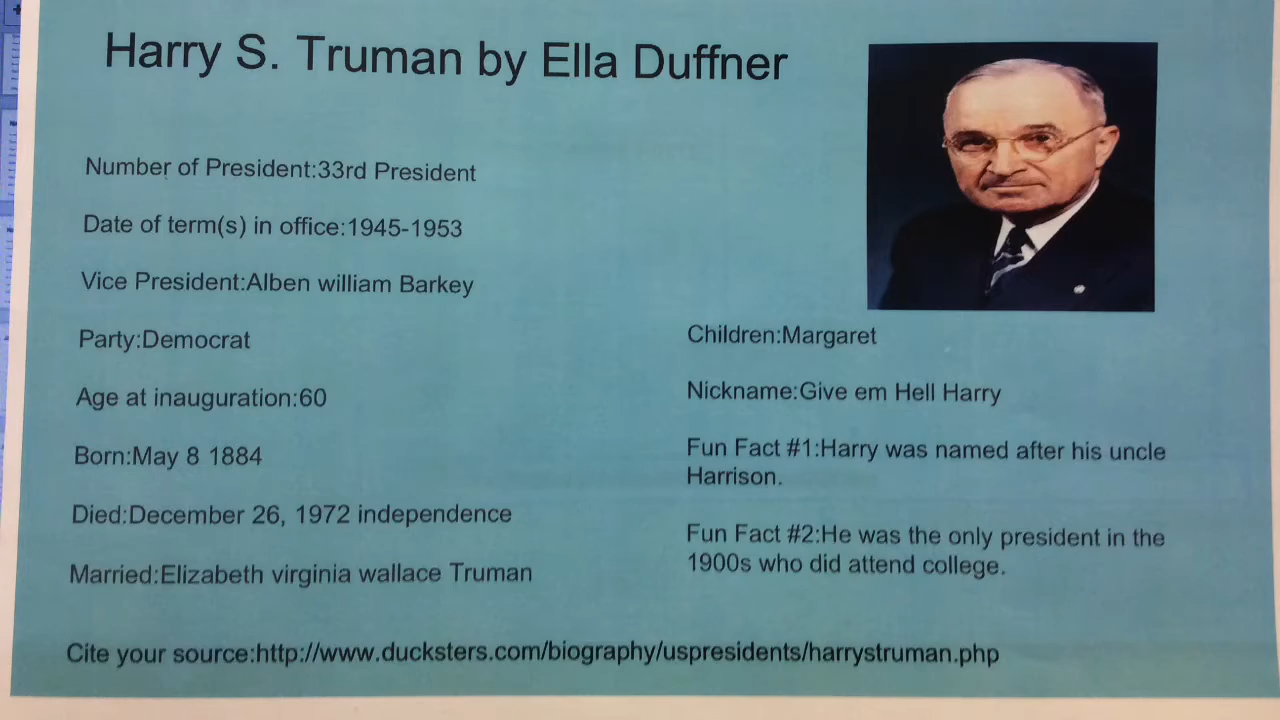 Harry S. Truman by Ella Duffner
Number of President:33rd President
Date of term(s) in office:1945-1953
Vice President:Alben william Barkey
Party:Democrat
Age at inauguration:60
Born:May 8 1884
Died:December 26, 1972 independence
Married:Elizabeth virginia wallace Truman
Children:Margaret
Nickname:Give em Hell Harry
Fun Fact #1:Harry was named after his uncle
Harrison.
Fun Fact #2:He was the only president in the
1900s who did attend college.
Cite your source:http://www.ducksters.com/biography/uspresidents/harrystruman.php